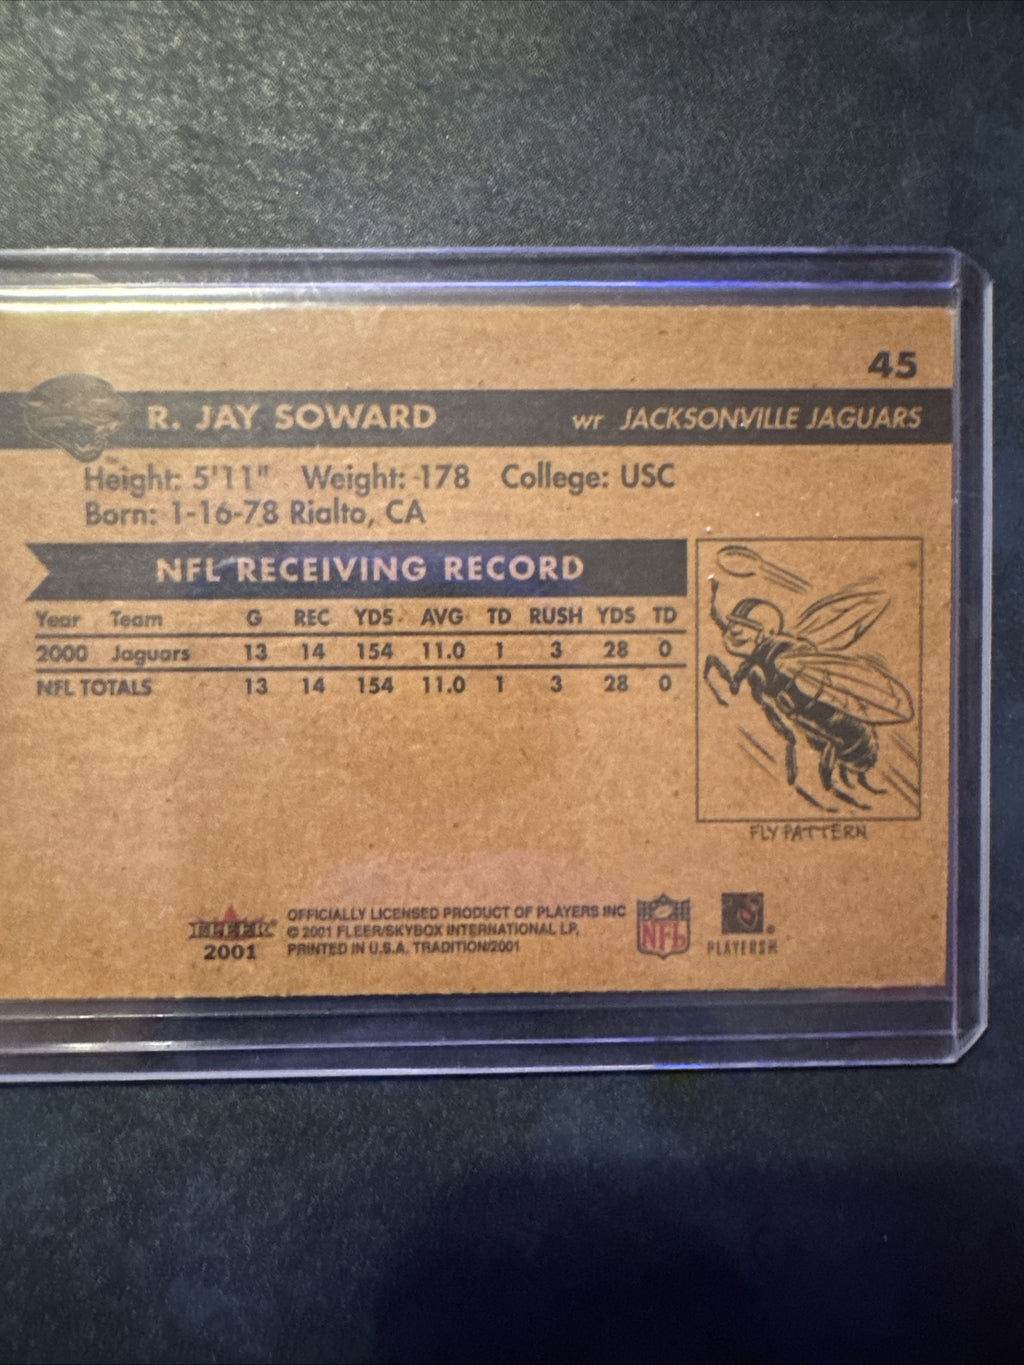 45
R. JAY SOWARD wr JACKSONVILLE JAGUARS
Height: 5'11" Weight: 178 College: USC
Born: 1-16-78 Rialto, CA
NFL RECEIVING RECORD
Year Team G REC YDS AVG TD RUSH YDS TD
2000 Jaguars 13 14 154 11.0 1 3 28 0
NFL TOTALS 13 14 154 11.0 1 3 28 0
FLY PATTERN
FLEER
2001
OFFICIALLY LICENSED PRODUCT OF PLAYERS INC
© 2001 FLEER/SKYBOX INTERNATIONAL LP,
PRINTED IN U.S.A. TRADITION/2001
NFL
PLAYERS